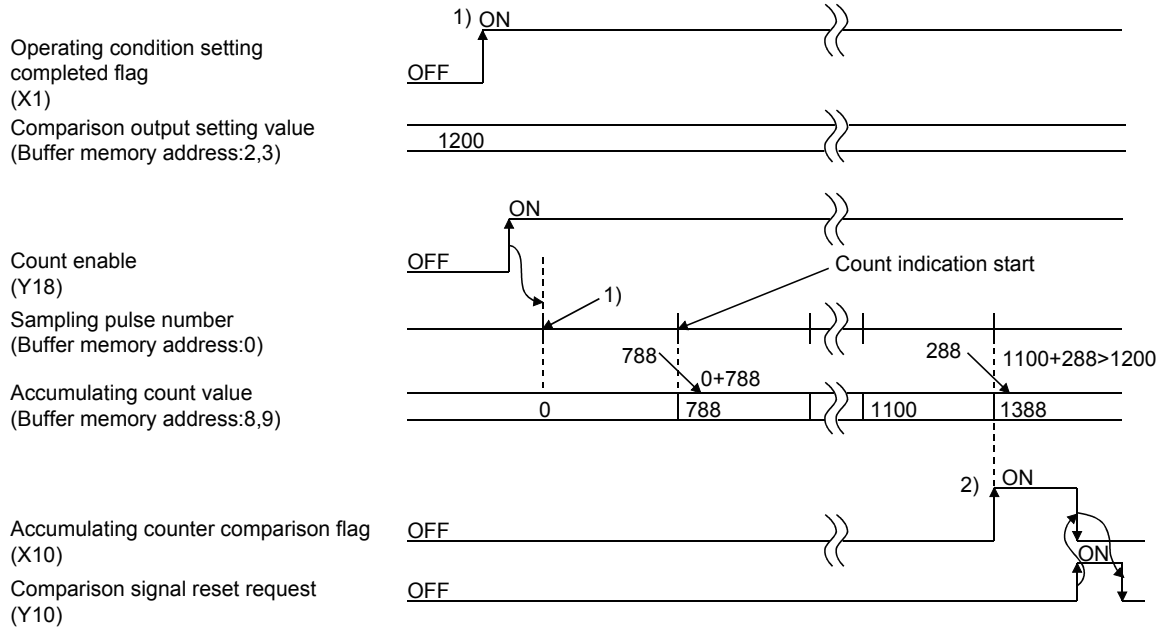 1) ON
Operating condition setting
completed flag
(X1)
OFF
Comparison output setting value
(Buffer memory address:2,3)
1200
ON
Count enable
(Y18)
OFF
Count indication start
1)
Sampling pulse number
(Buffer memory address:0)
788
0+788
288
1100+288>1200
Accumulating count value
(Buffer memory address:8,9)
0
788
1100
1388
2) ON
Accumulating counter comparison flag
(X10)
OFF
ON
Comparison signal reset request
(Y10)
OFF